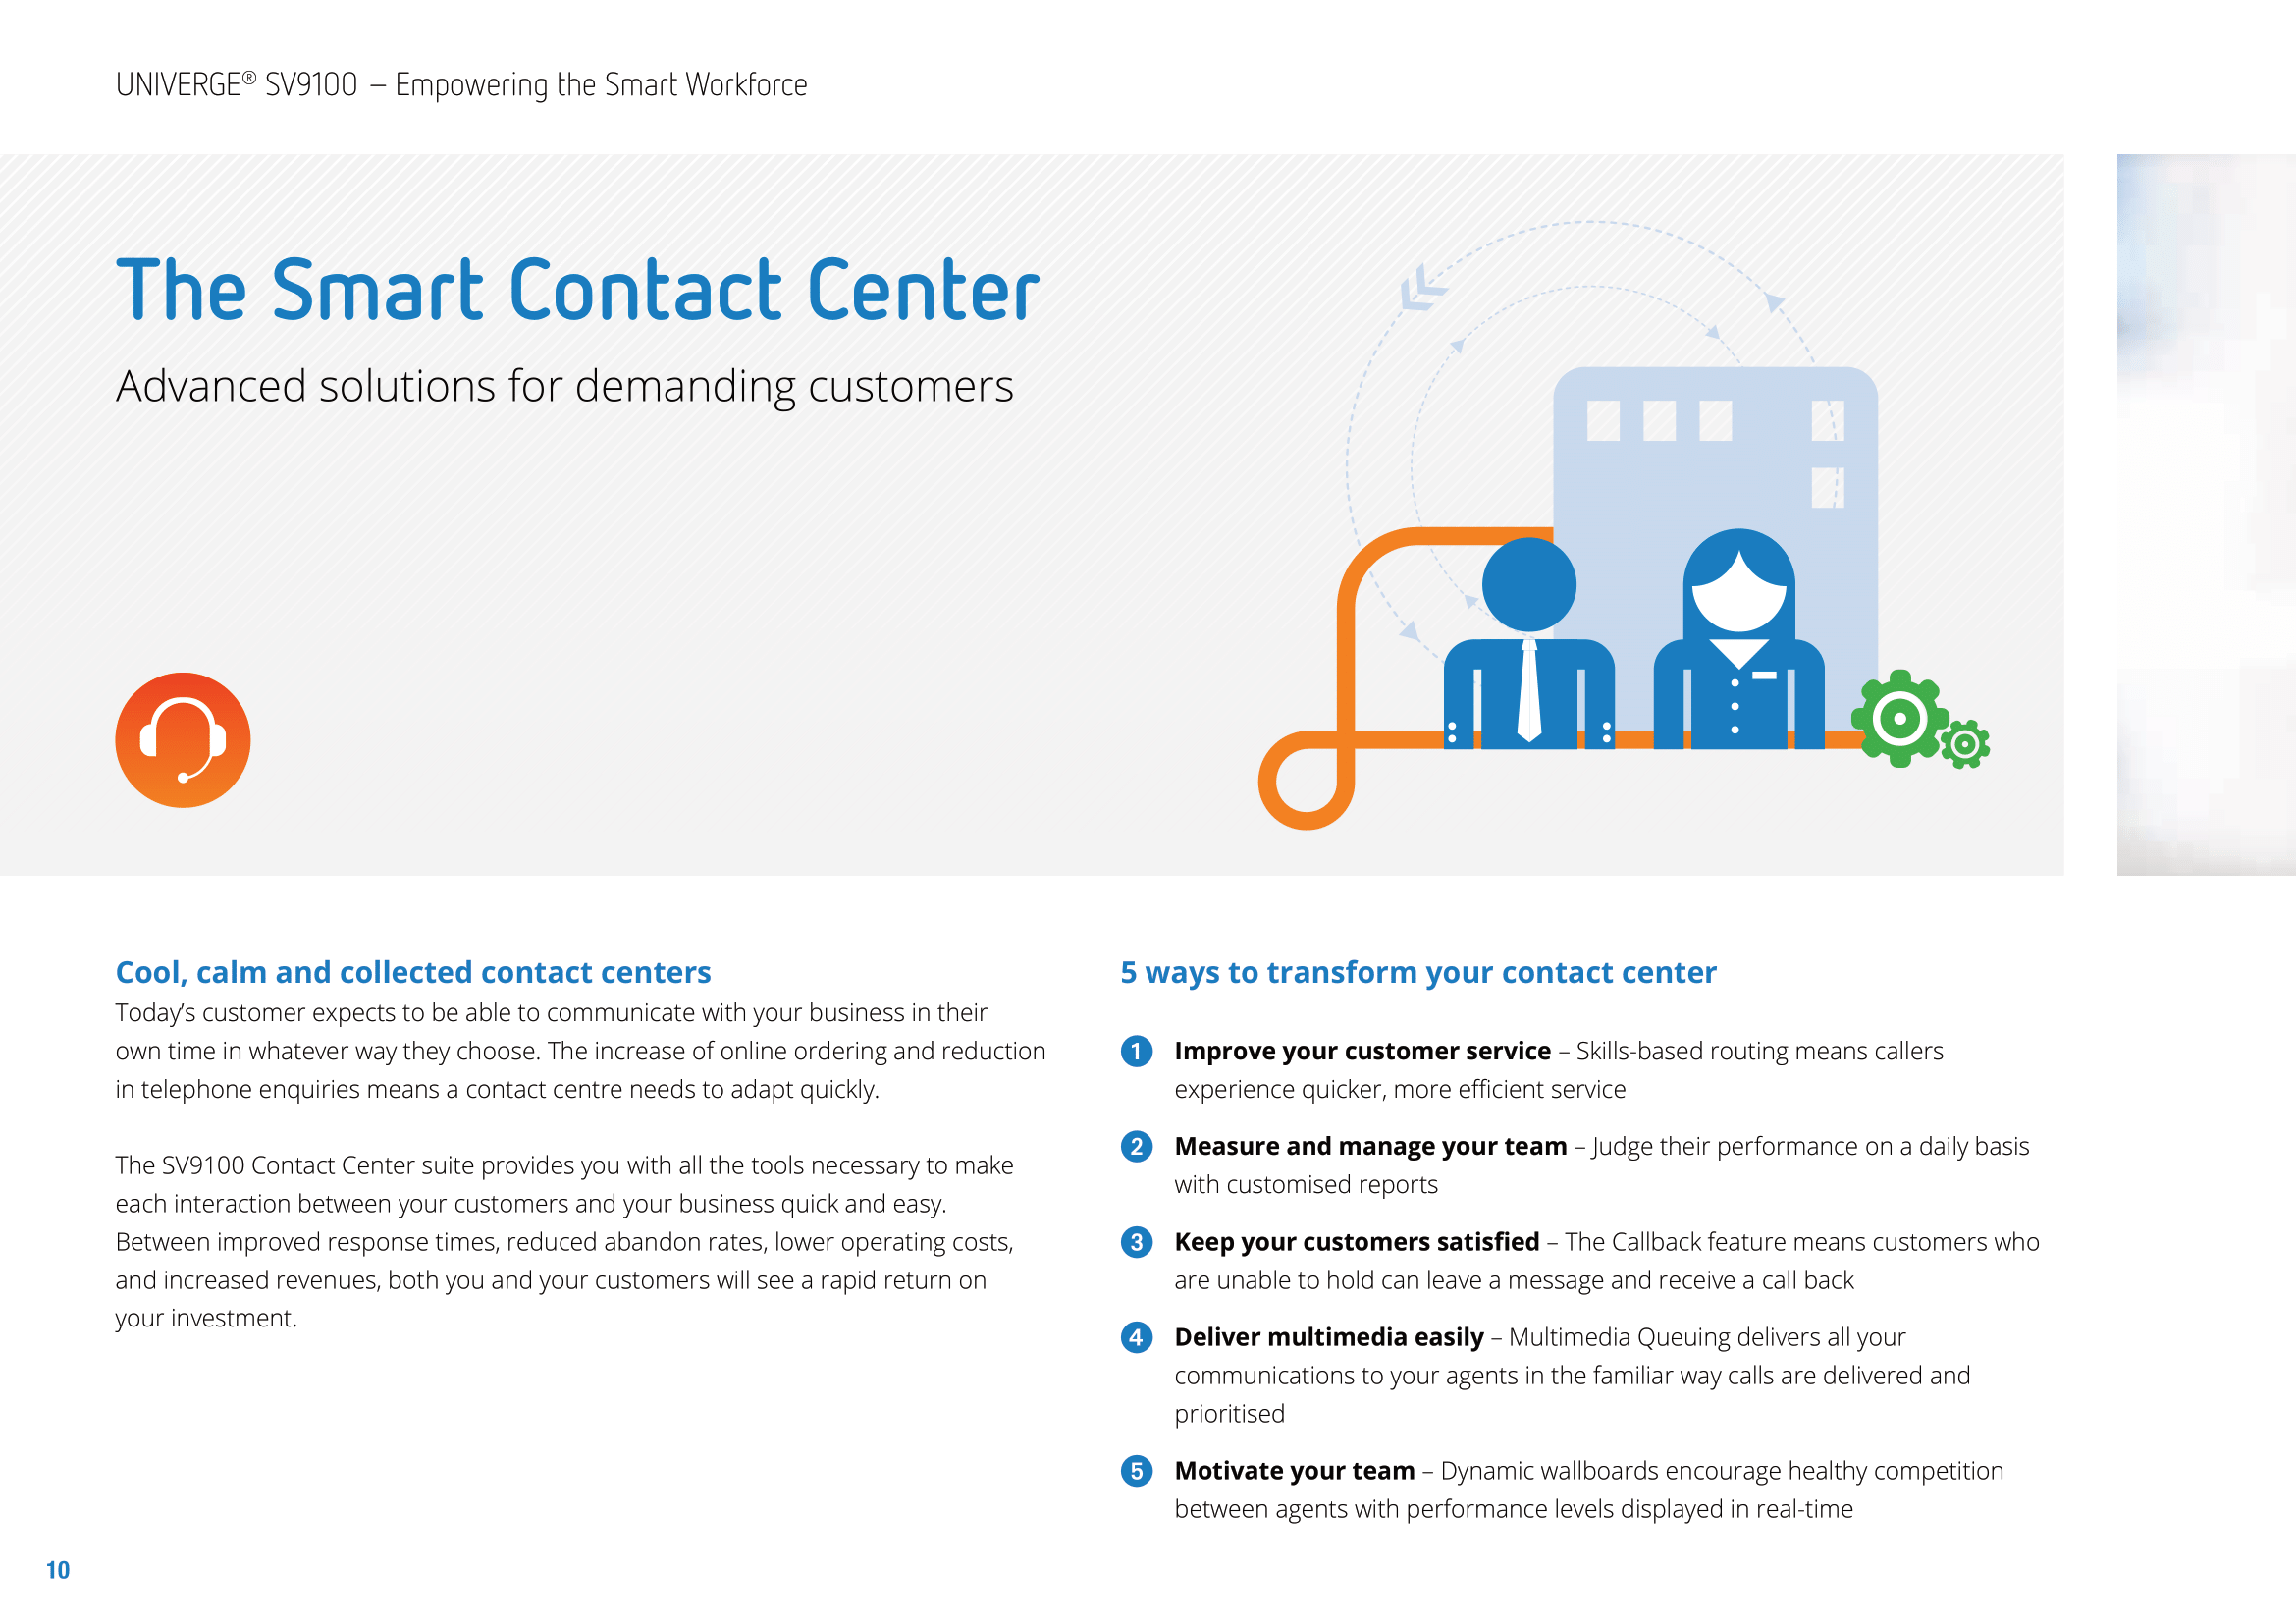 UNIVERGE® SV9100 – Empowering the Smart Workforce
The Smart Contact Center
Advanced solutions for demanding customers
Cool, calm and collected contact centers
Today’s customer expects to be able to communicate with your business in their
own time in whatever way they choose. The increase of online ordering and reduction
in telephone enquiries means a contact centre needs to adapt quickly.
The SV9100 Contact Center suite provides you with all the tools necessary to make
each interaction between your customers and your business quick and easy.
Between improved response times, reduced abandon rates, lower operating costs,
and increased revenues, both you and your customers will see a rapid return on
your investment.
5 ways to transform your contact center
1 Improve your customer service – Skills-based routing means callers
experience quicker, more efficient service
2 Measure and manage your team – Judge their performance on a daily basis
with customised reports
3 Keep your customers satisfied – The Callback feature means customers who
are unable to hold can leave a message and receive a call back
4 Deliver multimedia easily – Multimedia Queuing delivers all your
communications to your agents in the familiar way calls are delivered and
prioritised
5 Motivate your team – Dynamic wallboards encourage healthy competition
between agents with performance levels displayed in real-time
10